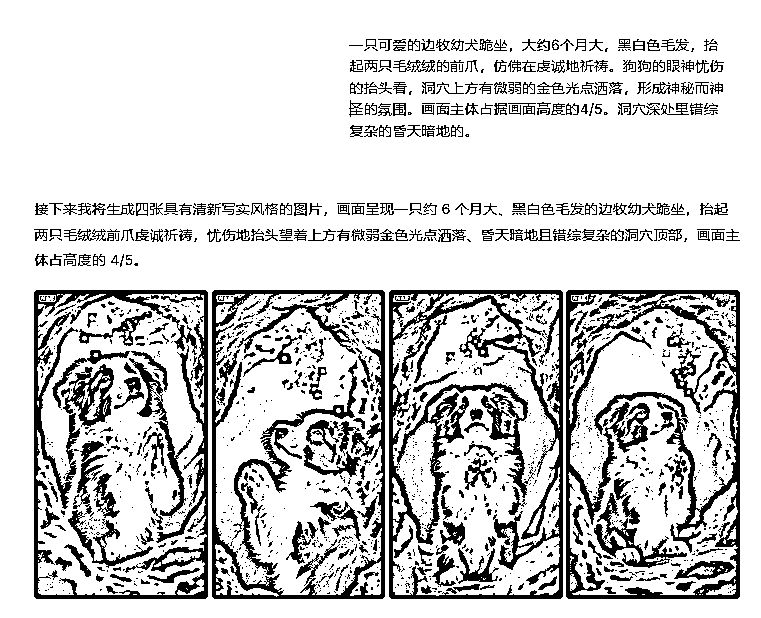 一只可爱的边牧幼犬跪坐，大约6个月大，黑白色毛发，抬
起两只毛绒绒的前爪，仿佛在虔诚地祈祷。狗狗的眼神忧伤
的抬头看，洞穴上方有微弱的金色光点洒落，形成神秘而神
圣的氛围。画面主体占据画面高度的4/5。洞穴深处里错综
复杂的昏天暗地的。
接下来我将生成四张具有清新写实风格的图片，画面呈现一只约 6 个月大、黑白色毛发的边牧幼犬跪坐，抬起
两只毛绒绒前爪虔诚祈祷，忧伤地抬头望着上方有微弱金色光点洒落、昏天暗地且错综复杂的洞穴顶部，画面主
体占高度的 4/5。